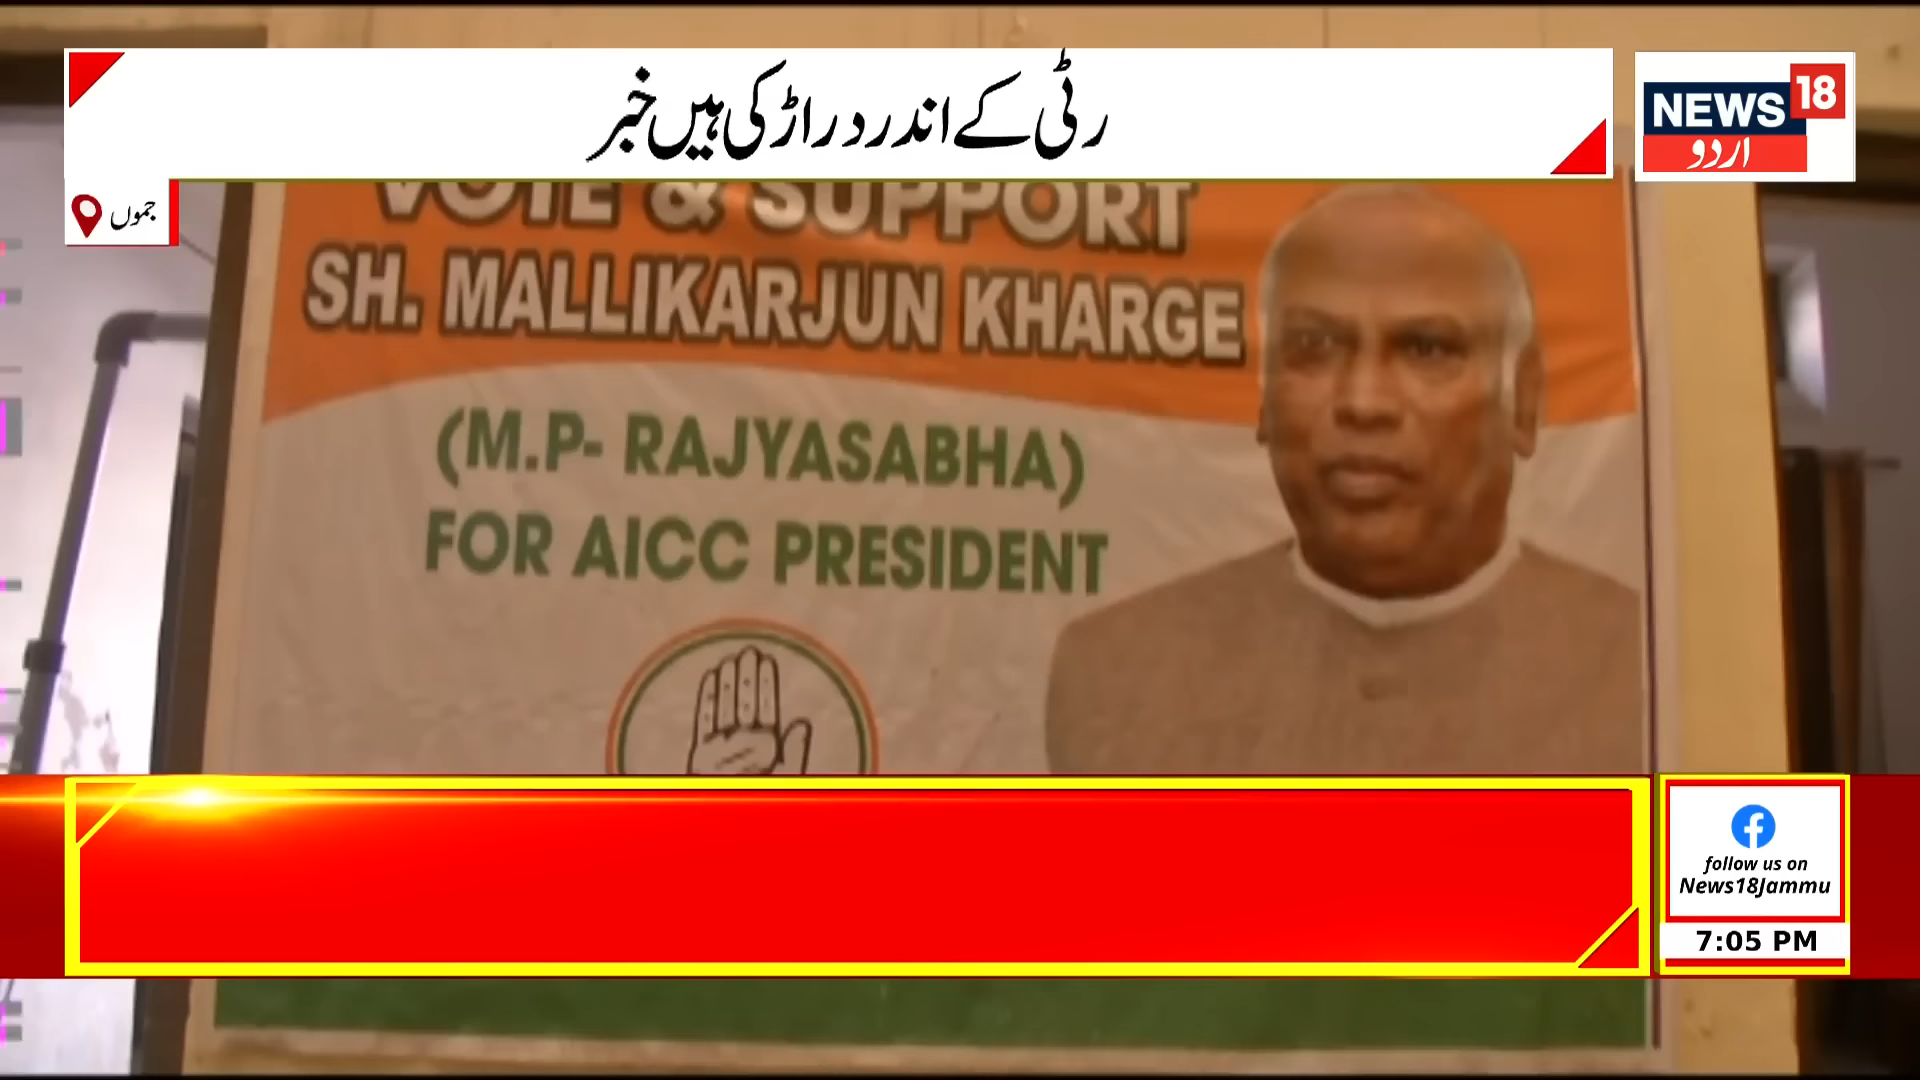 رٹی کے اندر دراڑ کی ہیں خبر
NEWS 18
اردو
جموں
VOTE & SUPPORT
SH. MALLIKARJUN KHARGE
(M.P- RAJYASABHA)
FOR AICC PRESIDENT
follow us on
News18Jammu
7:05 PM